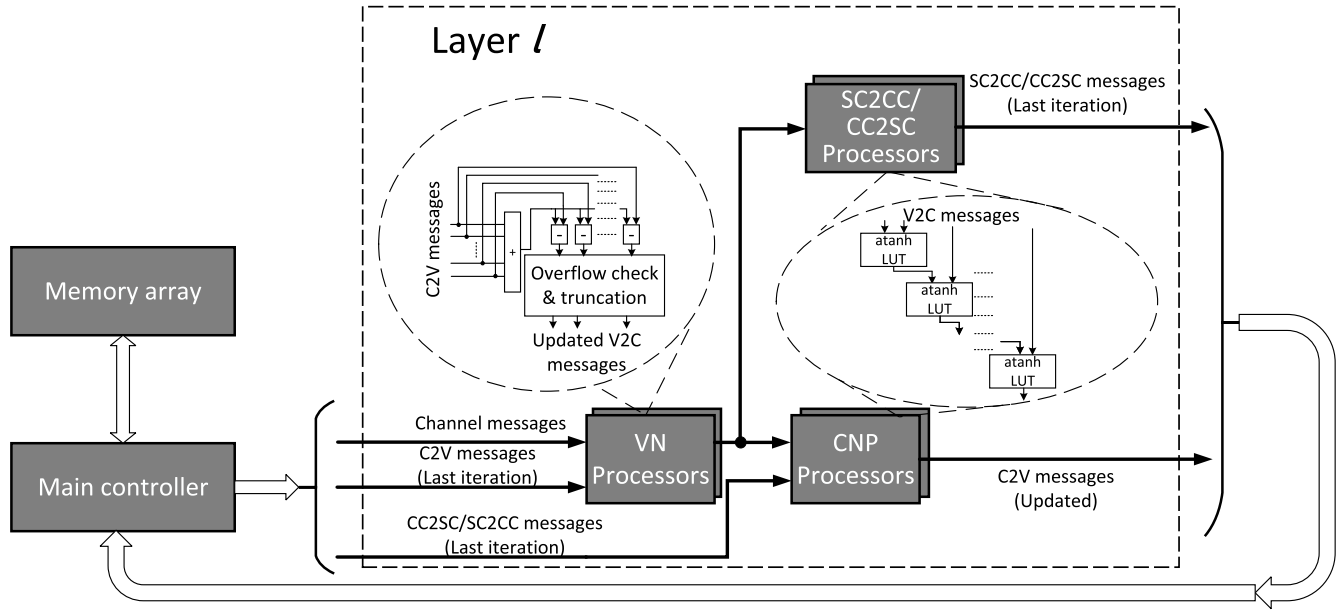 Layer l
SC2CC/CC2SC messages
(Last iteration)
SC2CC/
CC2SC
Processors
C2V messages
+
-
-
-
Overflow check
& truncation
Updated V2C
messages
V2C messages
atanh
LUT
atanh
LUT
atanh
LUT
Memory array
Main controller
Channel messages
C2V messages
(Last iteration)
CC2SC/SC2CC messages
(Last iteration)
VN
Processors
CNP
Processors
C2V messages
(Updated)